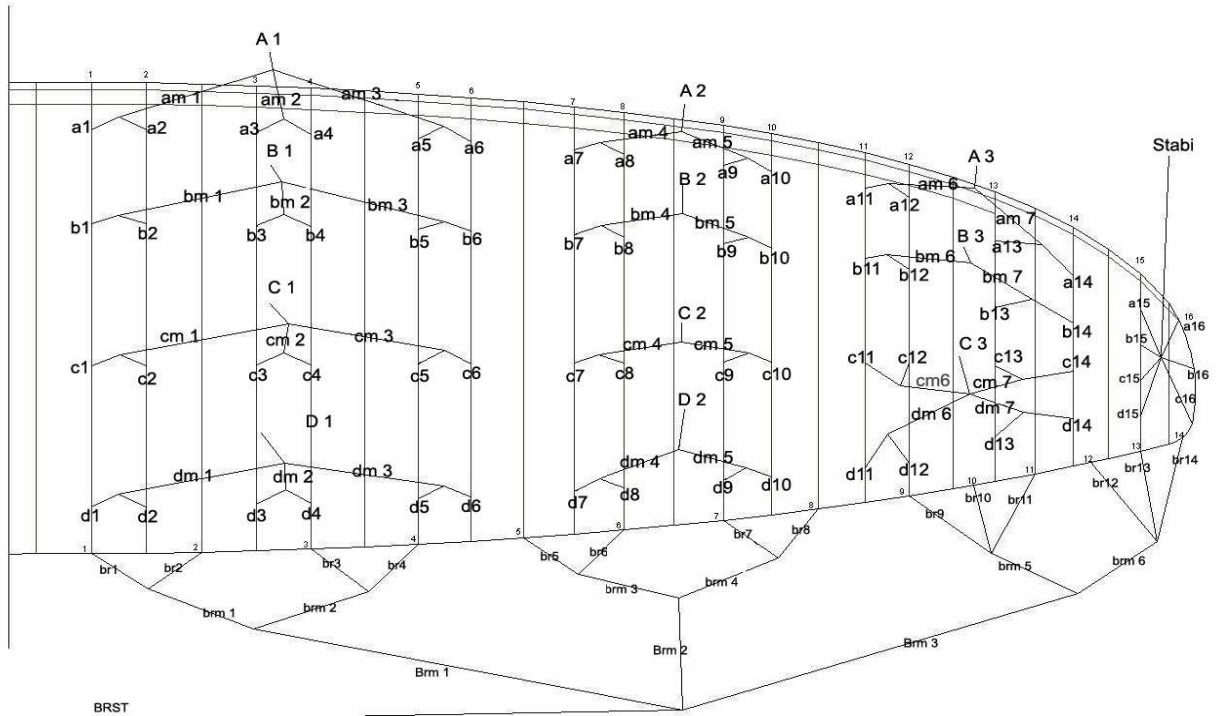 A 1
1 2 3 4 5 6 7 8 9 10 11 12 13 14 15 16
A 2
A 3
Stabi
am 1 am 2 am 3 am 4 am 5 am 6 am 7
a1 a2 a3 a4 a5 a6 a7 a8 a9 a10 a11 a12 a13 a14 a15 a16
B 1 B 2 B 3
bm 1 bm 2 bm 3 bm 4 bm 5 bm 6 bm 7
b1 b2 b3 b4 b5 b6 b7 b8 b9 b10 b11 b12 b13 b14 b15 b16
C 1 C 2 C 3
cm 1 cm 2 cm 3 cm 4 cm 5 cm6 cm 7
c1 c2 c3 c4 c5 c6 c7 c8 c9 c10 c11 c12 c13 c14 c15 c16
D 1 D 2
dm 1 dm 2 dm 3 dm 4 dm 5 dm 6 dm 7
d1 d2 d3 d4 d5 d6 d7 d8 d9 d10 d11 d12 d13 d14 d15
1 2 3 4 5 6 7 8 9 10 11 12 13 14
br1 br2 br3 br4 br5 br6 br7 br8 br9 br10 br11 br12 br13 br14
brm 1 brm 2 brm 3 brm 4 brm 5 brm 6
Brm 1 Brm 2 Brm 3
BRST